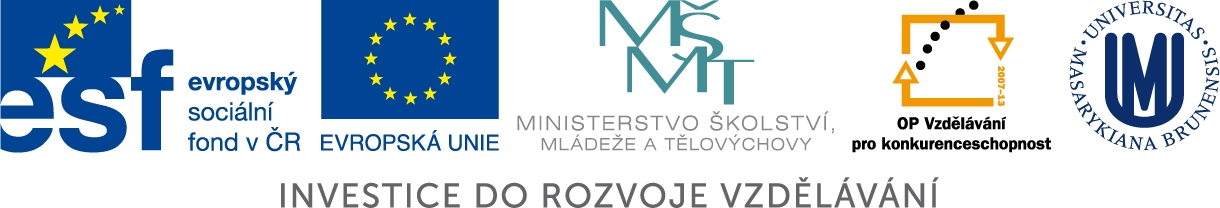 esf
evropský
sociální
fond v ČR
EVROPSKÁ UNIE
MŠMT
MINISTERSTVO ŠKOLSTVÍ,
MLÁDEŽE A TĚLOVÝCHOVY
2007-13
OP Vzdělávání
pro konkurenceschopnost
UNIVERSITAS MASARYKIANA BRUNENSIS
MU
INVESTICE DO ROZVOJE VZDĚLÁVÁNÍ